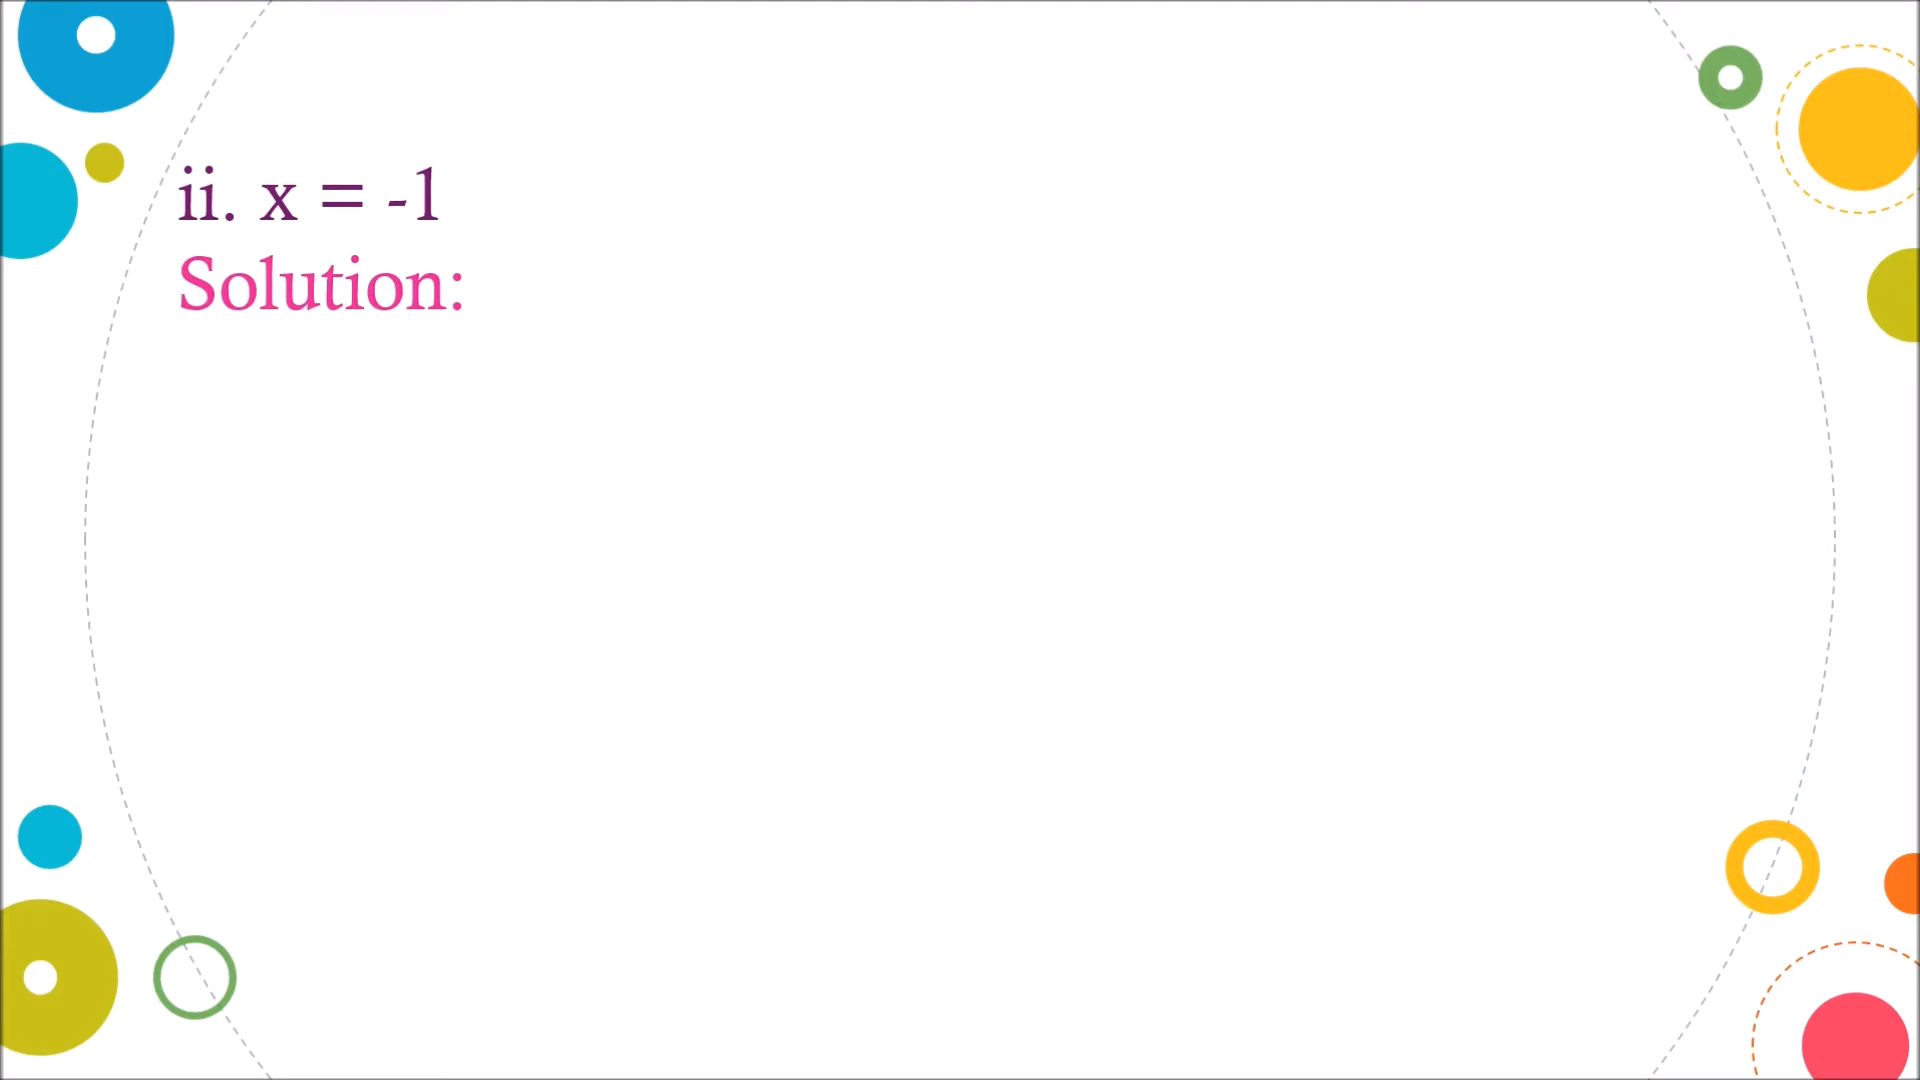 ii. x = -1
Solution: